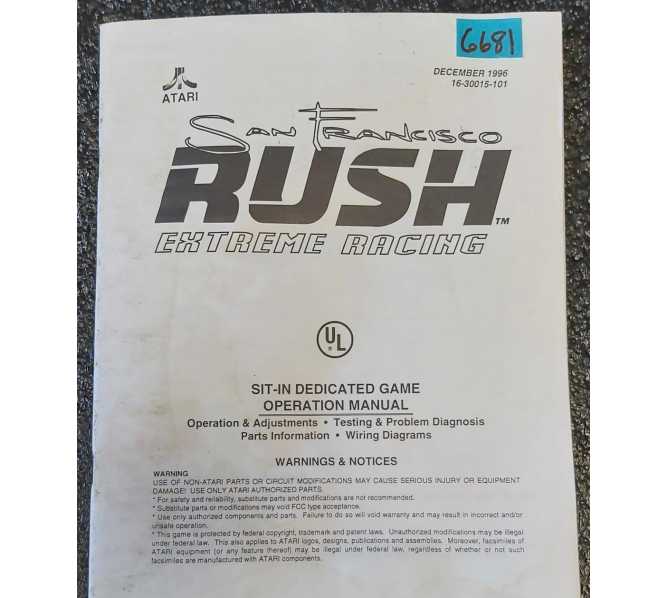 6681
DECEMBER 1996
16-30015-101
ATARI
SAN FRANCISCO
RUSH TM
EXTREME RACING
UL
SIT-IN DEDICATED GAME
OPERATION MANUAL
Operation & Adjustments • Testing & Problem Diagnosis
Parts Information • Wiring Diagrams
WARNINGS & NOTICES
WARNING
USE OF NON-ATARI PARTS OR CIRCUIT MODIFICATIONS MAY CAUSE SERIOUS INJURY OR EQUIPMENT
DAMAGE! USE ONLY ATARI AUTHORIZED PARTS.
* For safety and reliability, substitute parts and modifications are not recommended.
* Substitute parts or modifications may void FCC type acceptance.
* Use only authorized components and parts. Failure to do so will void warranty and may result in incorrect and/or
unsafe operation.
* This game is protected by federal copyright, trademark and patent laws. Unauthorized modifications may be illegal
under federal law. This also applies to ATARI logos, designs, publications and assemblies. Moreover, facsimiles of
ATARI equipment (or any feature thereof) may be illegal under federal law, regardless of whether or not such
facsimiles are manufactured with ATARI components.